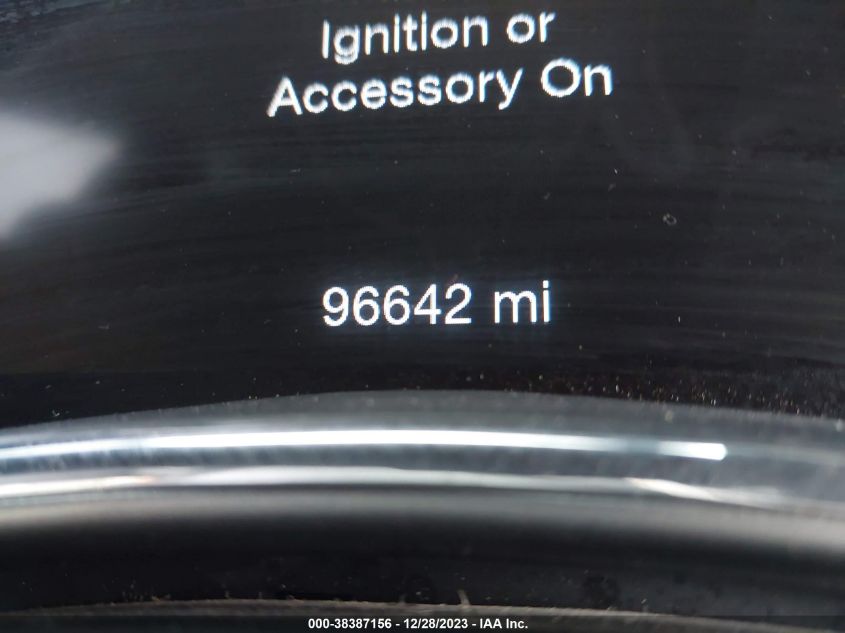 Ignition or
Accessory On
96642 mi
000-38387156 - 12/28/2023 - IAA Inc.